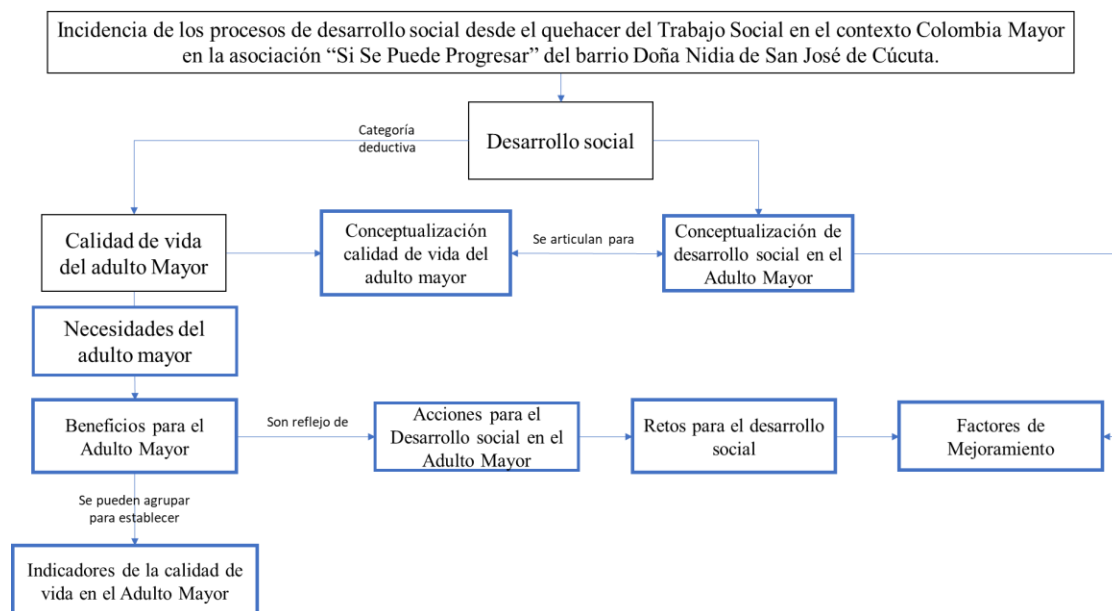 Incidencia de los procesos de desarrollo social desde el quehacer del Trabajo Social en el contexto Colombia Mayor
en la asociación “Si Se Puede Progresar” del barrio Doña Nidia de San José de Cúcuta.
Categoría
deductiva
Desarrollo social
Calidad de vida
del adulto Mayor
Conceptualización
calidad de vida del
adulto mayor
Se articulan para
Conceptualización de
desarrollo social en el
Adulto Mayor
Necesidades del
adulto mayor
Beneficios para el
Adulto Mayor
Son reflejo de
Acciones para el
Desarrollo social en el
Adulto Mayor
Retos para el desarrollo
social
Factores de
Mejoramiento
Se pueden agrupar
para establecer
Indicadores de la calidad de
vida en el Adulto Mayor